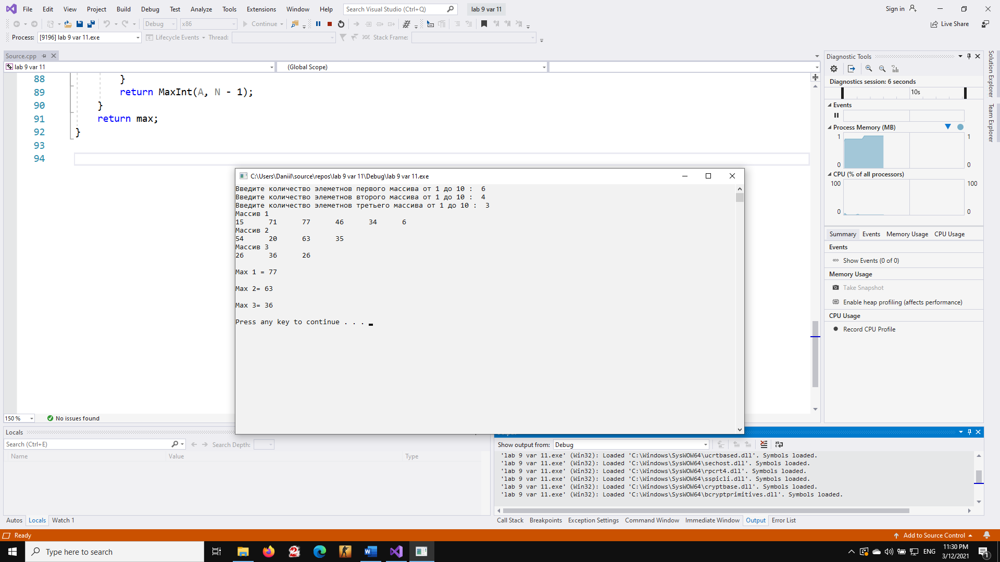 File Edit View Project Build Debug Test Analyze Tools Extensions Window Help Search Visual Studio (Ctrl+Q) lab 9 var 11 Sign in
Debug x86 Continue Live Share
Process: [9196] lab 9 var 11.exe Lifecycle Events Thread: Stack Frame:
Source.cpp
lab 9 var 11 (Global Scope)
88 }
89 return MaxInt(A, N - 1);
90 }
91 return max;
92 }
93
94
C:\Users\Daniil\source\repos\lab 9 var 11\Debug\lab 9 var 11.exe
Введите количество элеметнов первого массива от 1 до 10 : 6
Введите количество элеметнов второго массива от 1 до 10 : 4
Введите количество элеметнов третьего массива от 1 до 10 : 3
Массив 1
15 71 77 46 34 6
Массив 2
54 20 63 35
Массив 3
26 36 26
Max 1 = 77
Max 2= 63
Max 3= 36
Press any key to continue . . .
150 % No issues found
Diagnostic Tools
Diagnostics session: 6 seconds
10s
Events
Process Memory (MB)
1 1
0 0
CPU (% of all processors)
100 100
0 0
Summary Events Memory Usage CPU Usage
Events
Show Events (0 of 0)
Memory Usage
Take Snapshot
Enable heap profiling (affects performance)
CPU Usage
Record CPU Profile
Solution Explorer
Team Explorer
Locals
Search (Ctrl+E) Search Depth:
Name Value Type
Autos Locals Watch 1
Show output from: Debug
'lab 9 var 11.exe' (Win32): Loaded 'C:\Windows\SysWOW64\ucrtbased.dll'. Symbols loaded.
'lab 9 var 11.exe' (Win32): Loaded 'C:\Windows\SysWOW64\sechost.dll'. Symbols loaded.
'lab 9 var 11.exe' (Win32): Loaded 'C:\Windows\SysWOW64\rpcrt4.dll'. Symbols loaded.
'lab 9 var 11.exe' (Win32): Loaded 'C:\Windows\SysWOW64\sspicli.dll'. Symbols loaded.
'lab 9 var 11.exe' (Win32): Loaded 'C:\Windows\SysWOW64\cryptbase.dll'. Symbols loaded.
'lab 9 var 11.exe' (Win32): Loaded 'C:\Windows\SysWOW64\bcryptprimitives.dll'. Symbols loaded.
Call Stack Breakpoints Exception Settings Command Window Immediate Window Output Error List
Ready Add to Source Control
Type here to search ENG 11:30 PM
3/12/2021 1